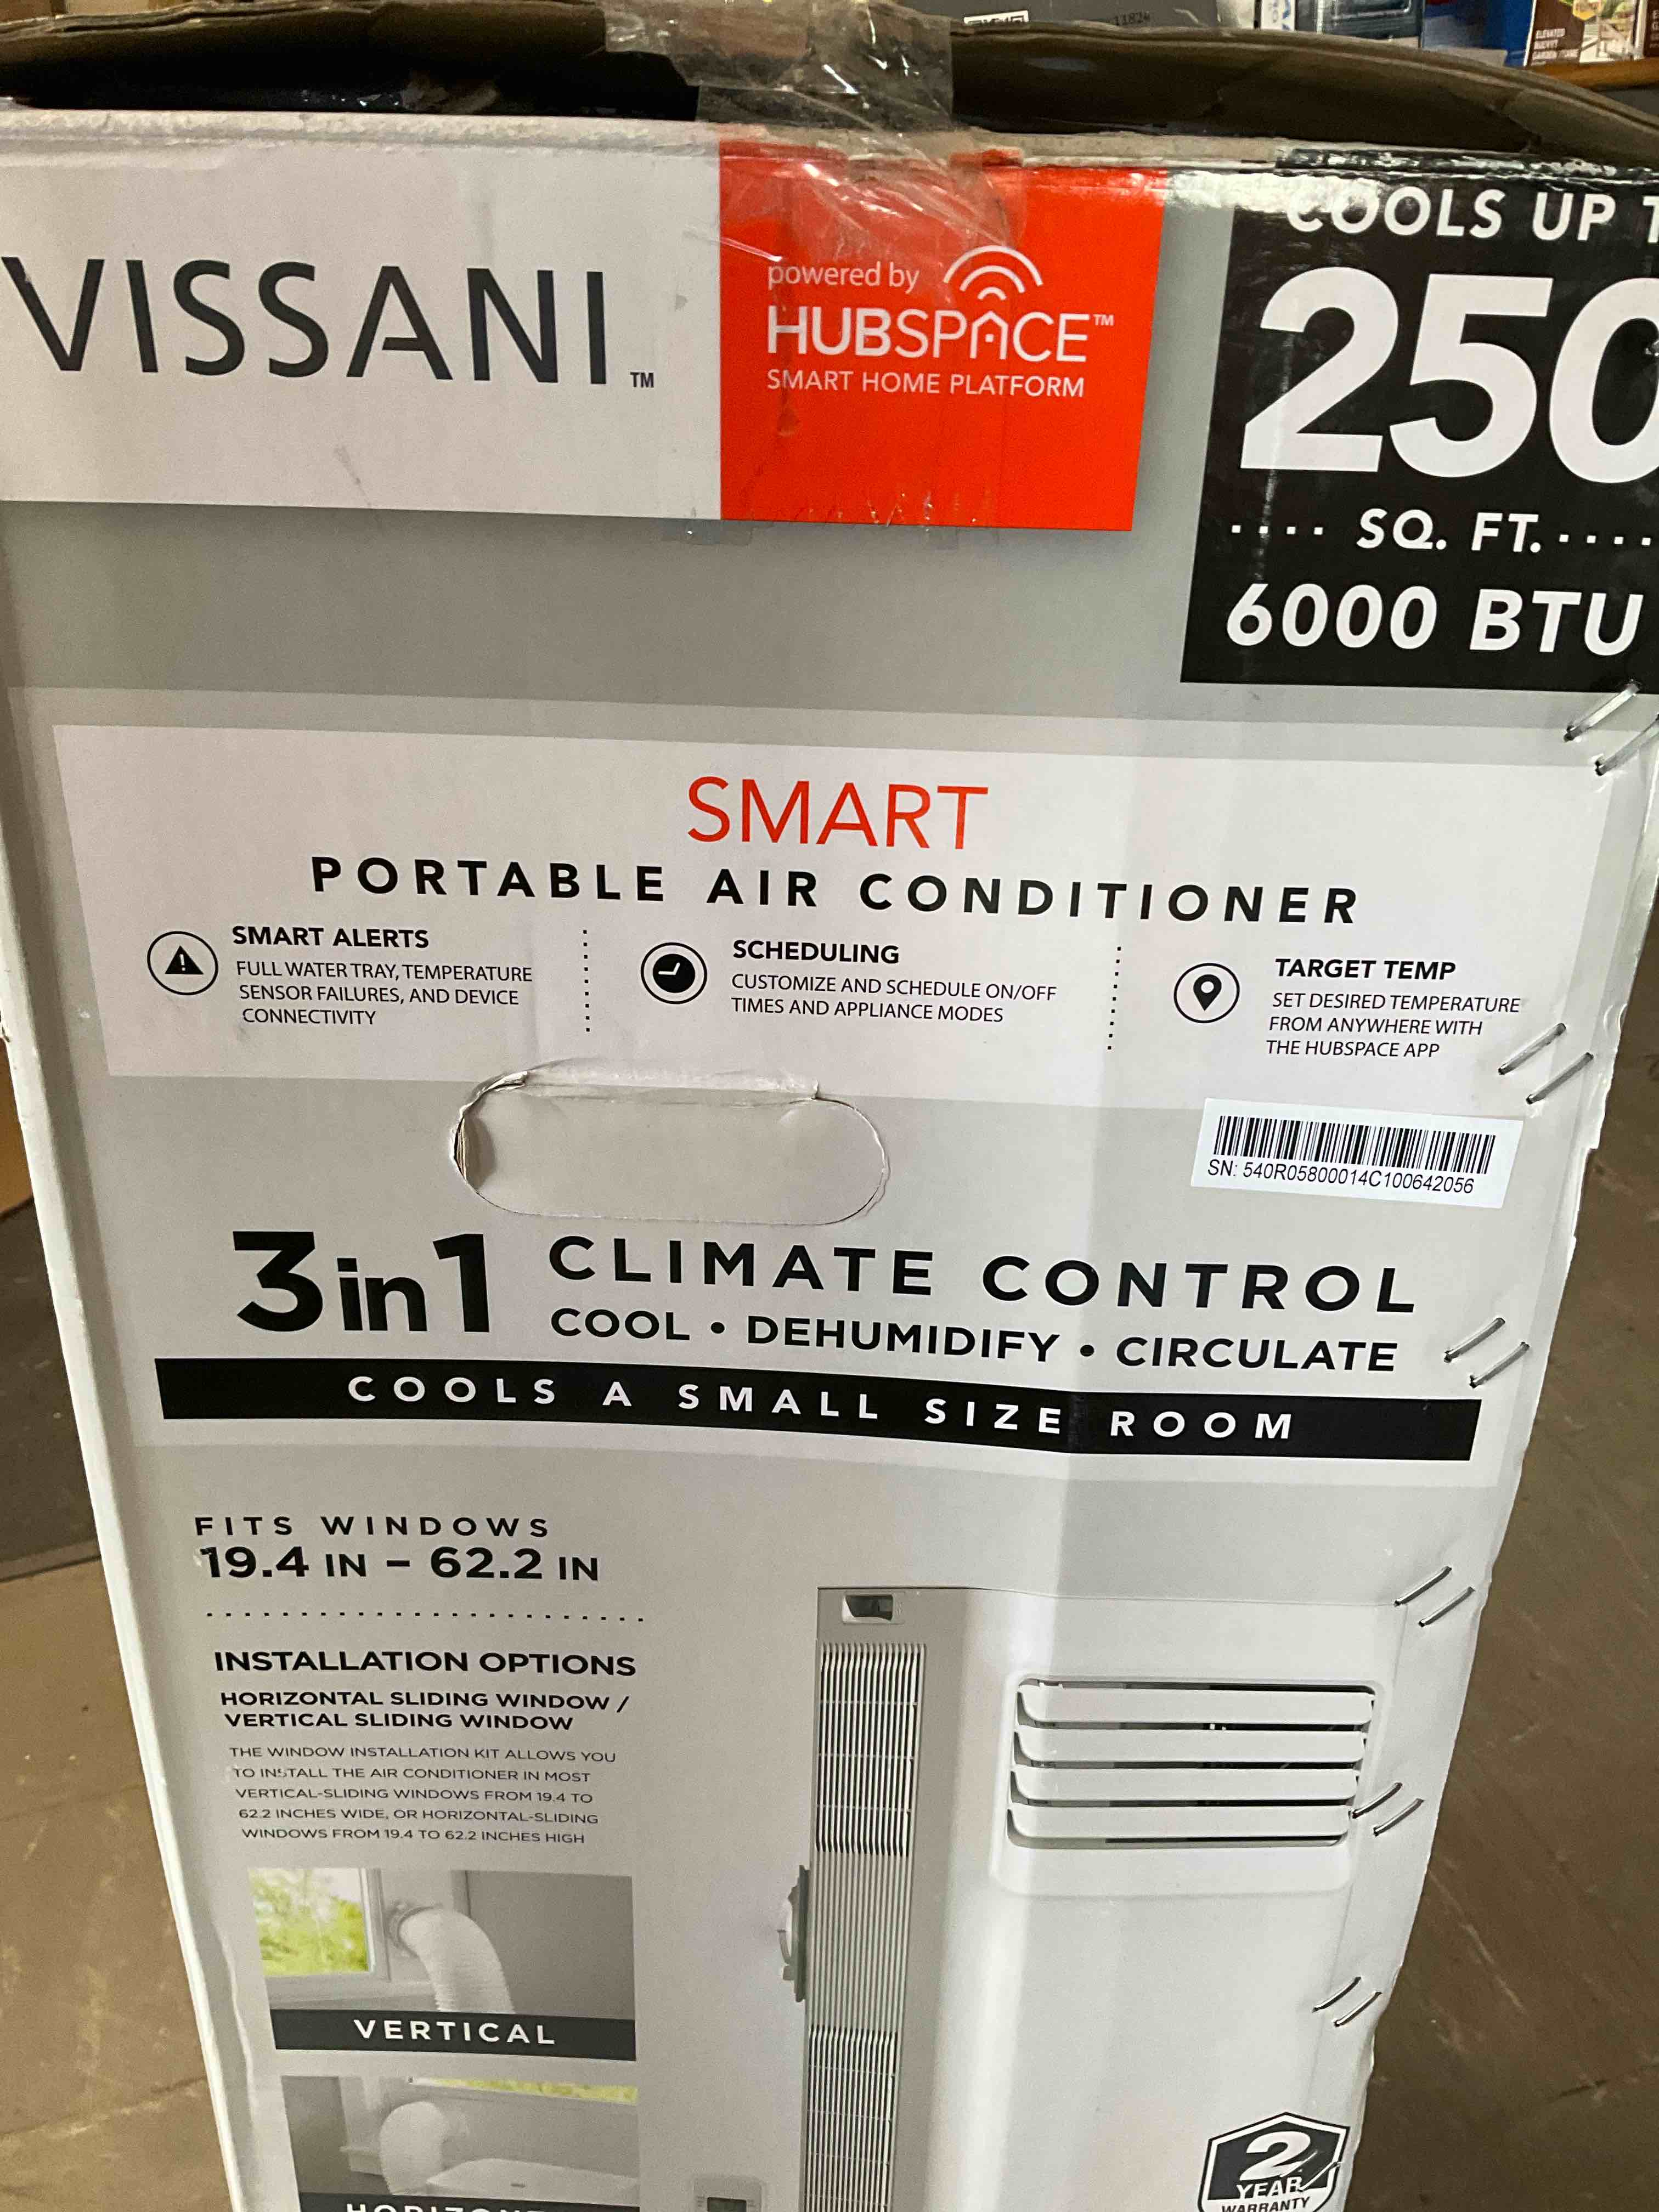 11824
ELEVATED
GARDEN
VISSANI™
powered by
HUBSPACE™
SMART HOME PLATFORM
COOLS UP T
250
SQ. FT.
6000 BTU
SMART
PORTABLE AIR CONDITIONER
SMART ALERTS
FULL WATER TRAY, TEMPERATURE
SENSOR FAILURES, AND DEVICE
CONNECTIVITY
SCHEDULING
CUSTOMIZE AND SCHEDULE ON/OFF
TIMES AND APPLIANCE MODES
TARGET TEMP
SET DESIRED TEMPERATURE
FROM ANYWHERE WITH
THE HUBSPACE APP
SN: 540R05800014C100642056
3in1 CLIMATE CONTROL
COOL • DEHUMIDIFY • CIRCULATE
COOLS A SMALL SIZE ROOM
FITS WINDOWS
19.4 IN – 62.2 IN
INSTALLATION OPTIONS
HORIZONTAL SLIDING WINDOW /
VERTICAL SLIDING WINDOW
THE WINDOW INSTALLATION KIT ALLOWS YOU
TO INSTALL THE AIR CONDITIONER IN MOST
VERTICAL-SLIDING WINDOWS FROM 19.4 TO
62.2 INCHES WIDE, OR HORIZONTAL-SLIDING
WINDOWS FROM 19.4 TO 62.2 INCHES HIGH
VERTICAL
2
YEAR
WARRANTY